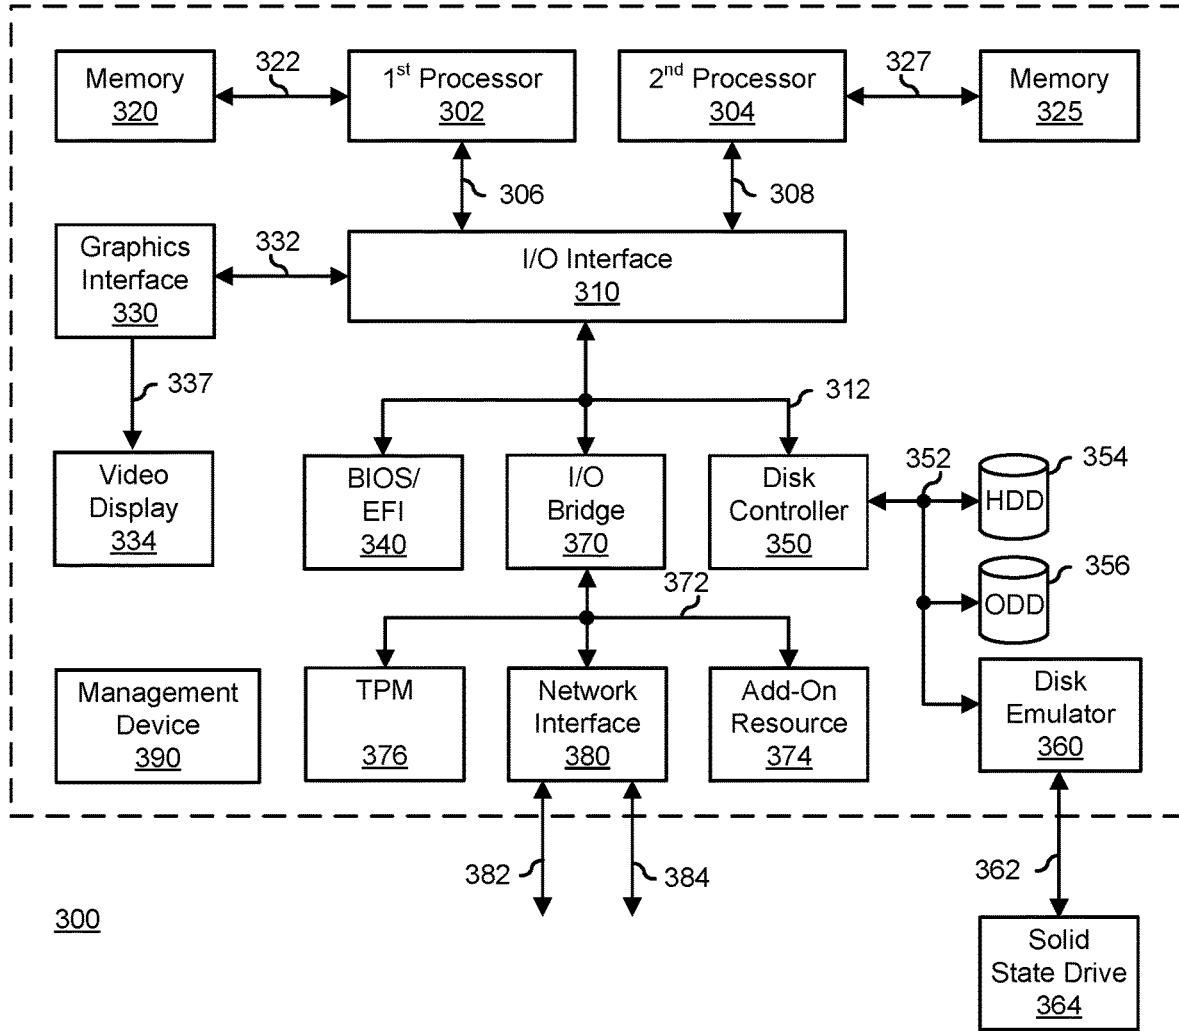 Memory
320
322
1st Processor
302
2nd Processor
304
327
Memory
325
306
308
Graphics
Interface
330
332
I/O Interface
310
337
312
Video
Display
334
BIOS/
EFI
340
I/O
Bridge
370
Disk
Controller
350
352
HDD
354
ODD
356
372
Management
Device
390
TPM
376
Network
Interface
380
Add-On
Resource
374
Disk
Emulator
360
382
384
362
300
Solid
State Drive
364